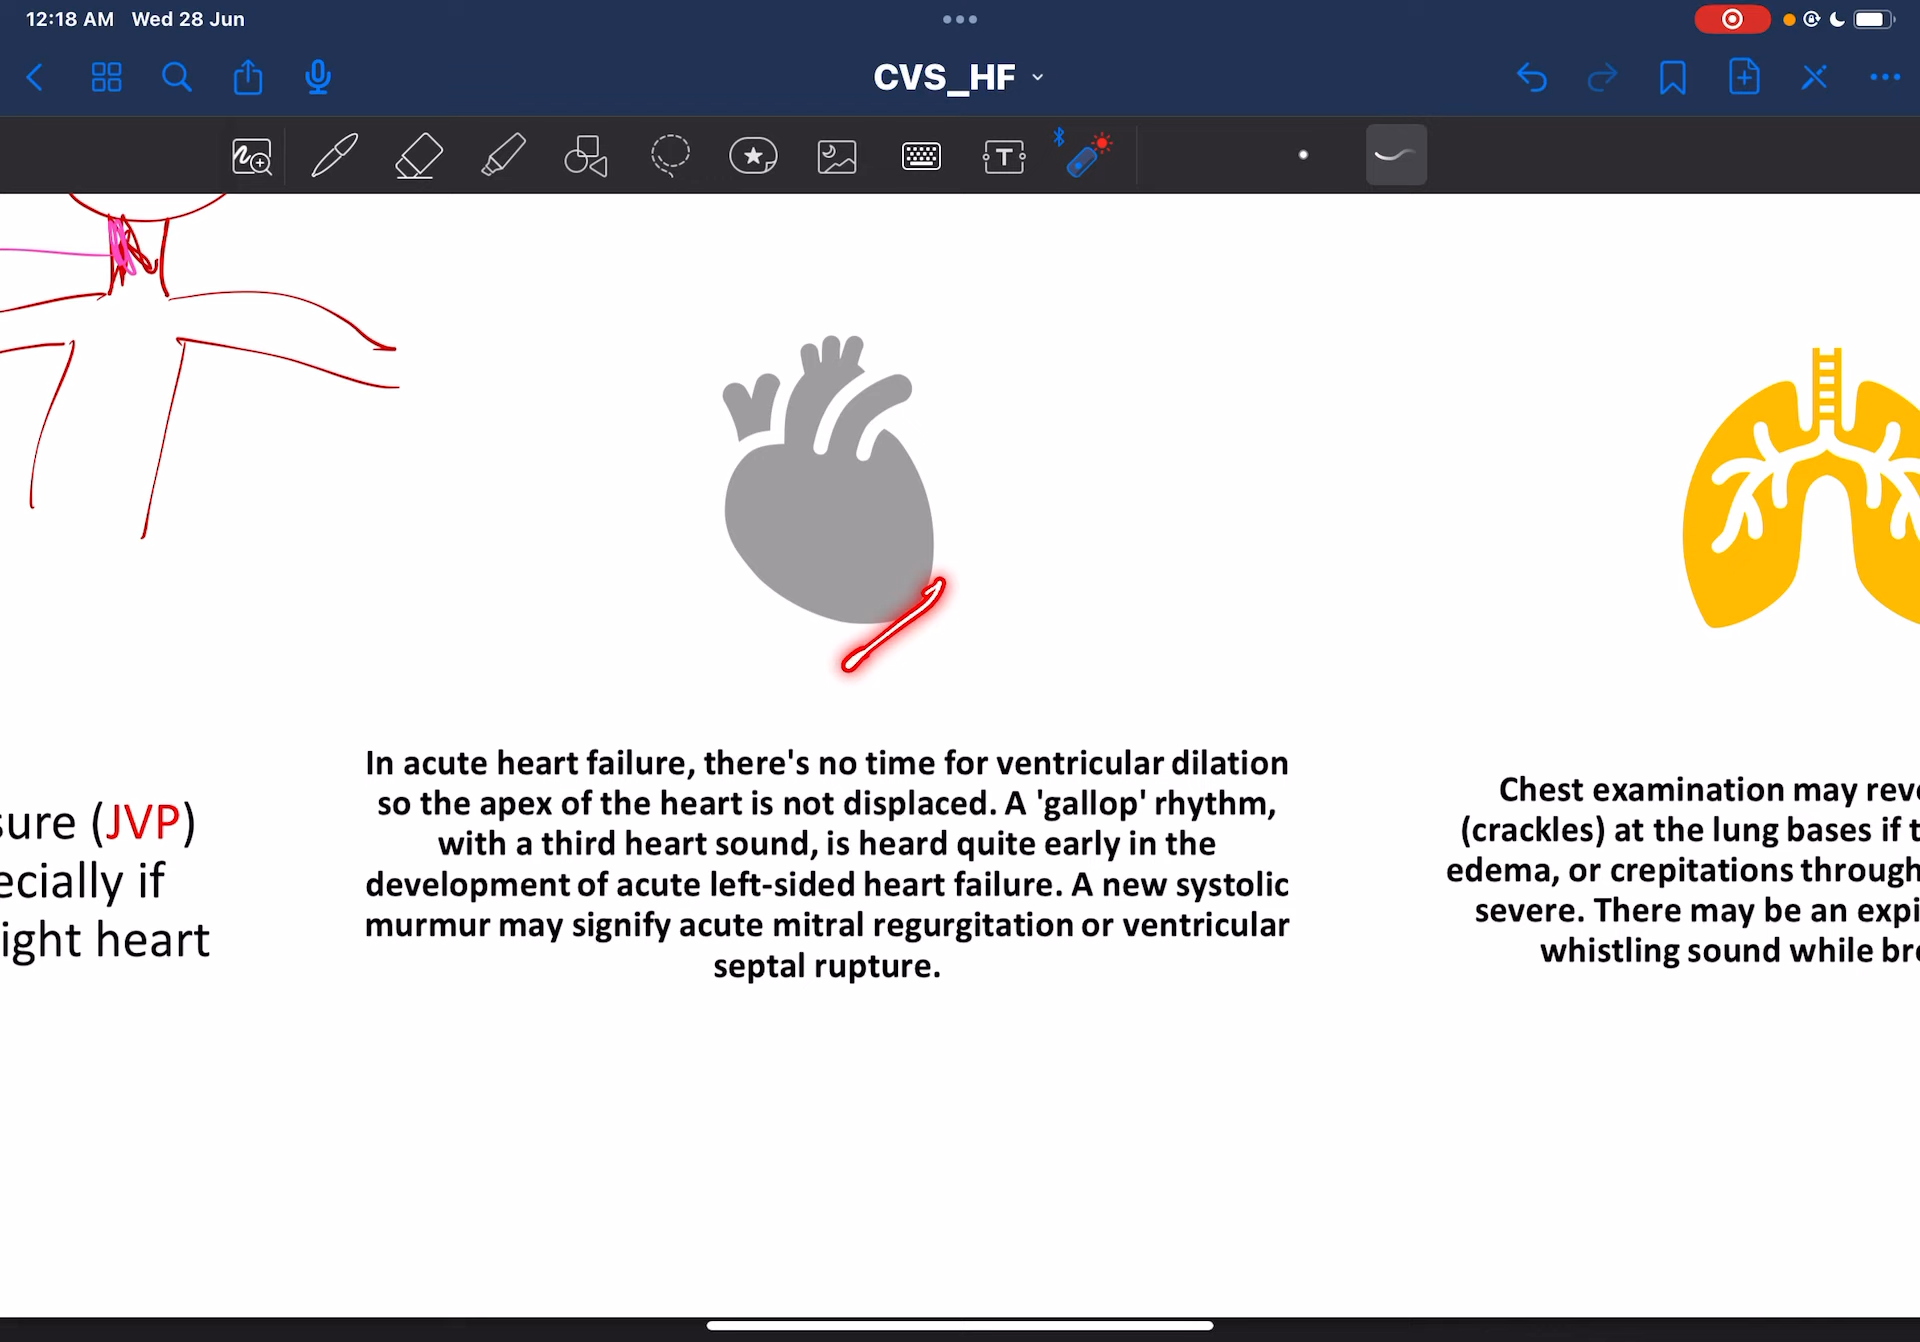 12:18 AM Wed 28 Jun
CVS_HF
sure (JVP)
ecially if
ight heart
In acute heart failure, there's no time for ventricular dilation
so the apex of the heart is not displaced. A 'gallop' rhythm,
with a third heart sound, is heard quite early in the
development of acute left-sided heart failure. A new systolic
murmur may signify acute mitral regurgitation or ventricular
septal rupture.
Chest examination may reve
(crackles) at the lung bases if t
edema, or crepitations through
severe. There may be an expi
whistling sound while bre